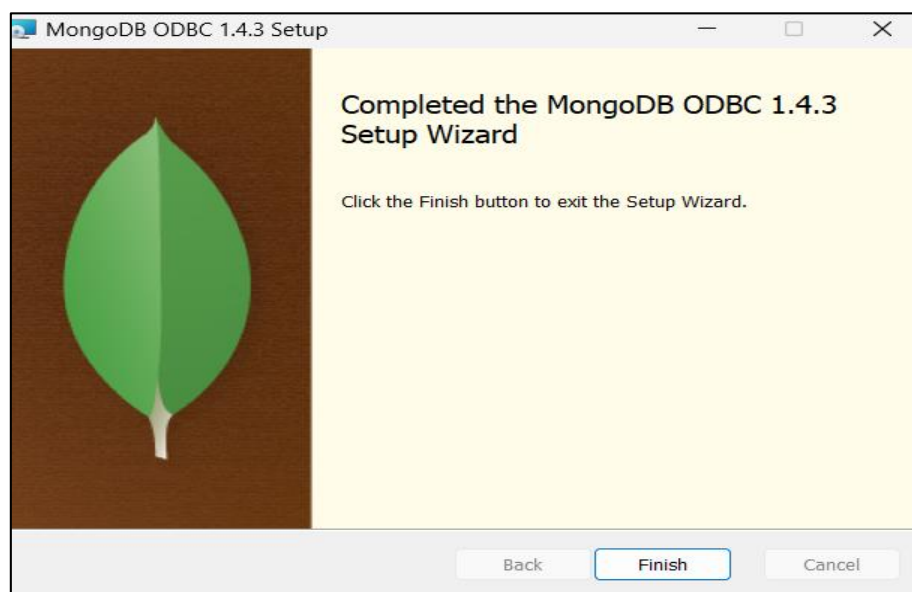 MongoDB ODBC 1.4.3 Setup
Completed the MongoDB ODBC 1.4.3
Setup Wizard
Click the Finish button to exit the Setup Wizard.
Back Finish Cancel